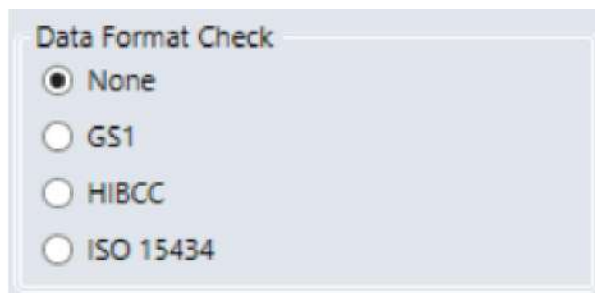 Data Format Check
None
GS1
HIBCC
ISO 15434